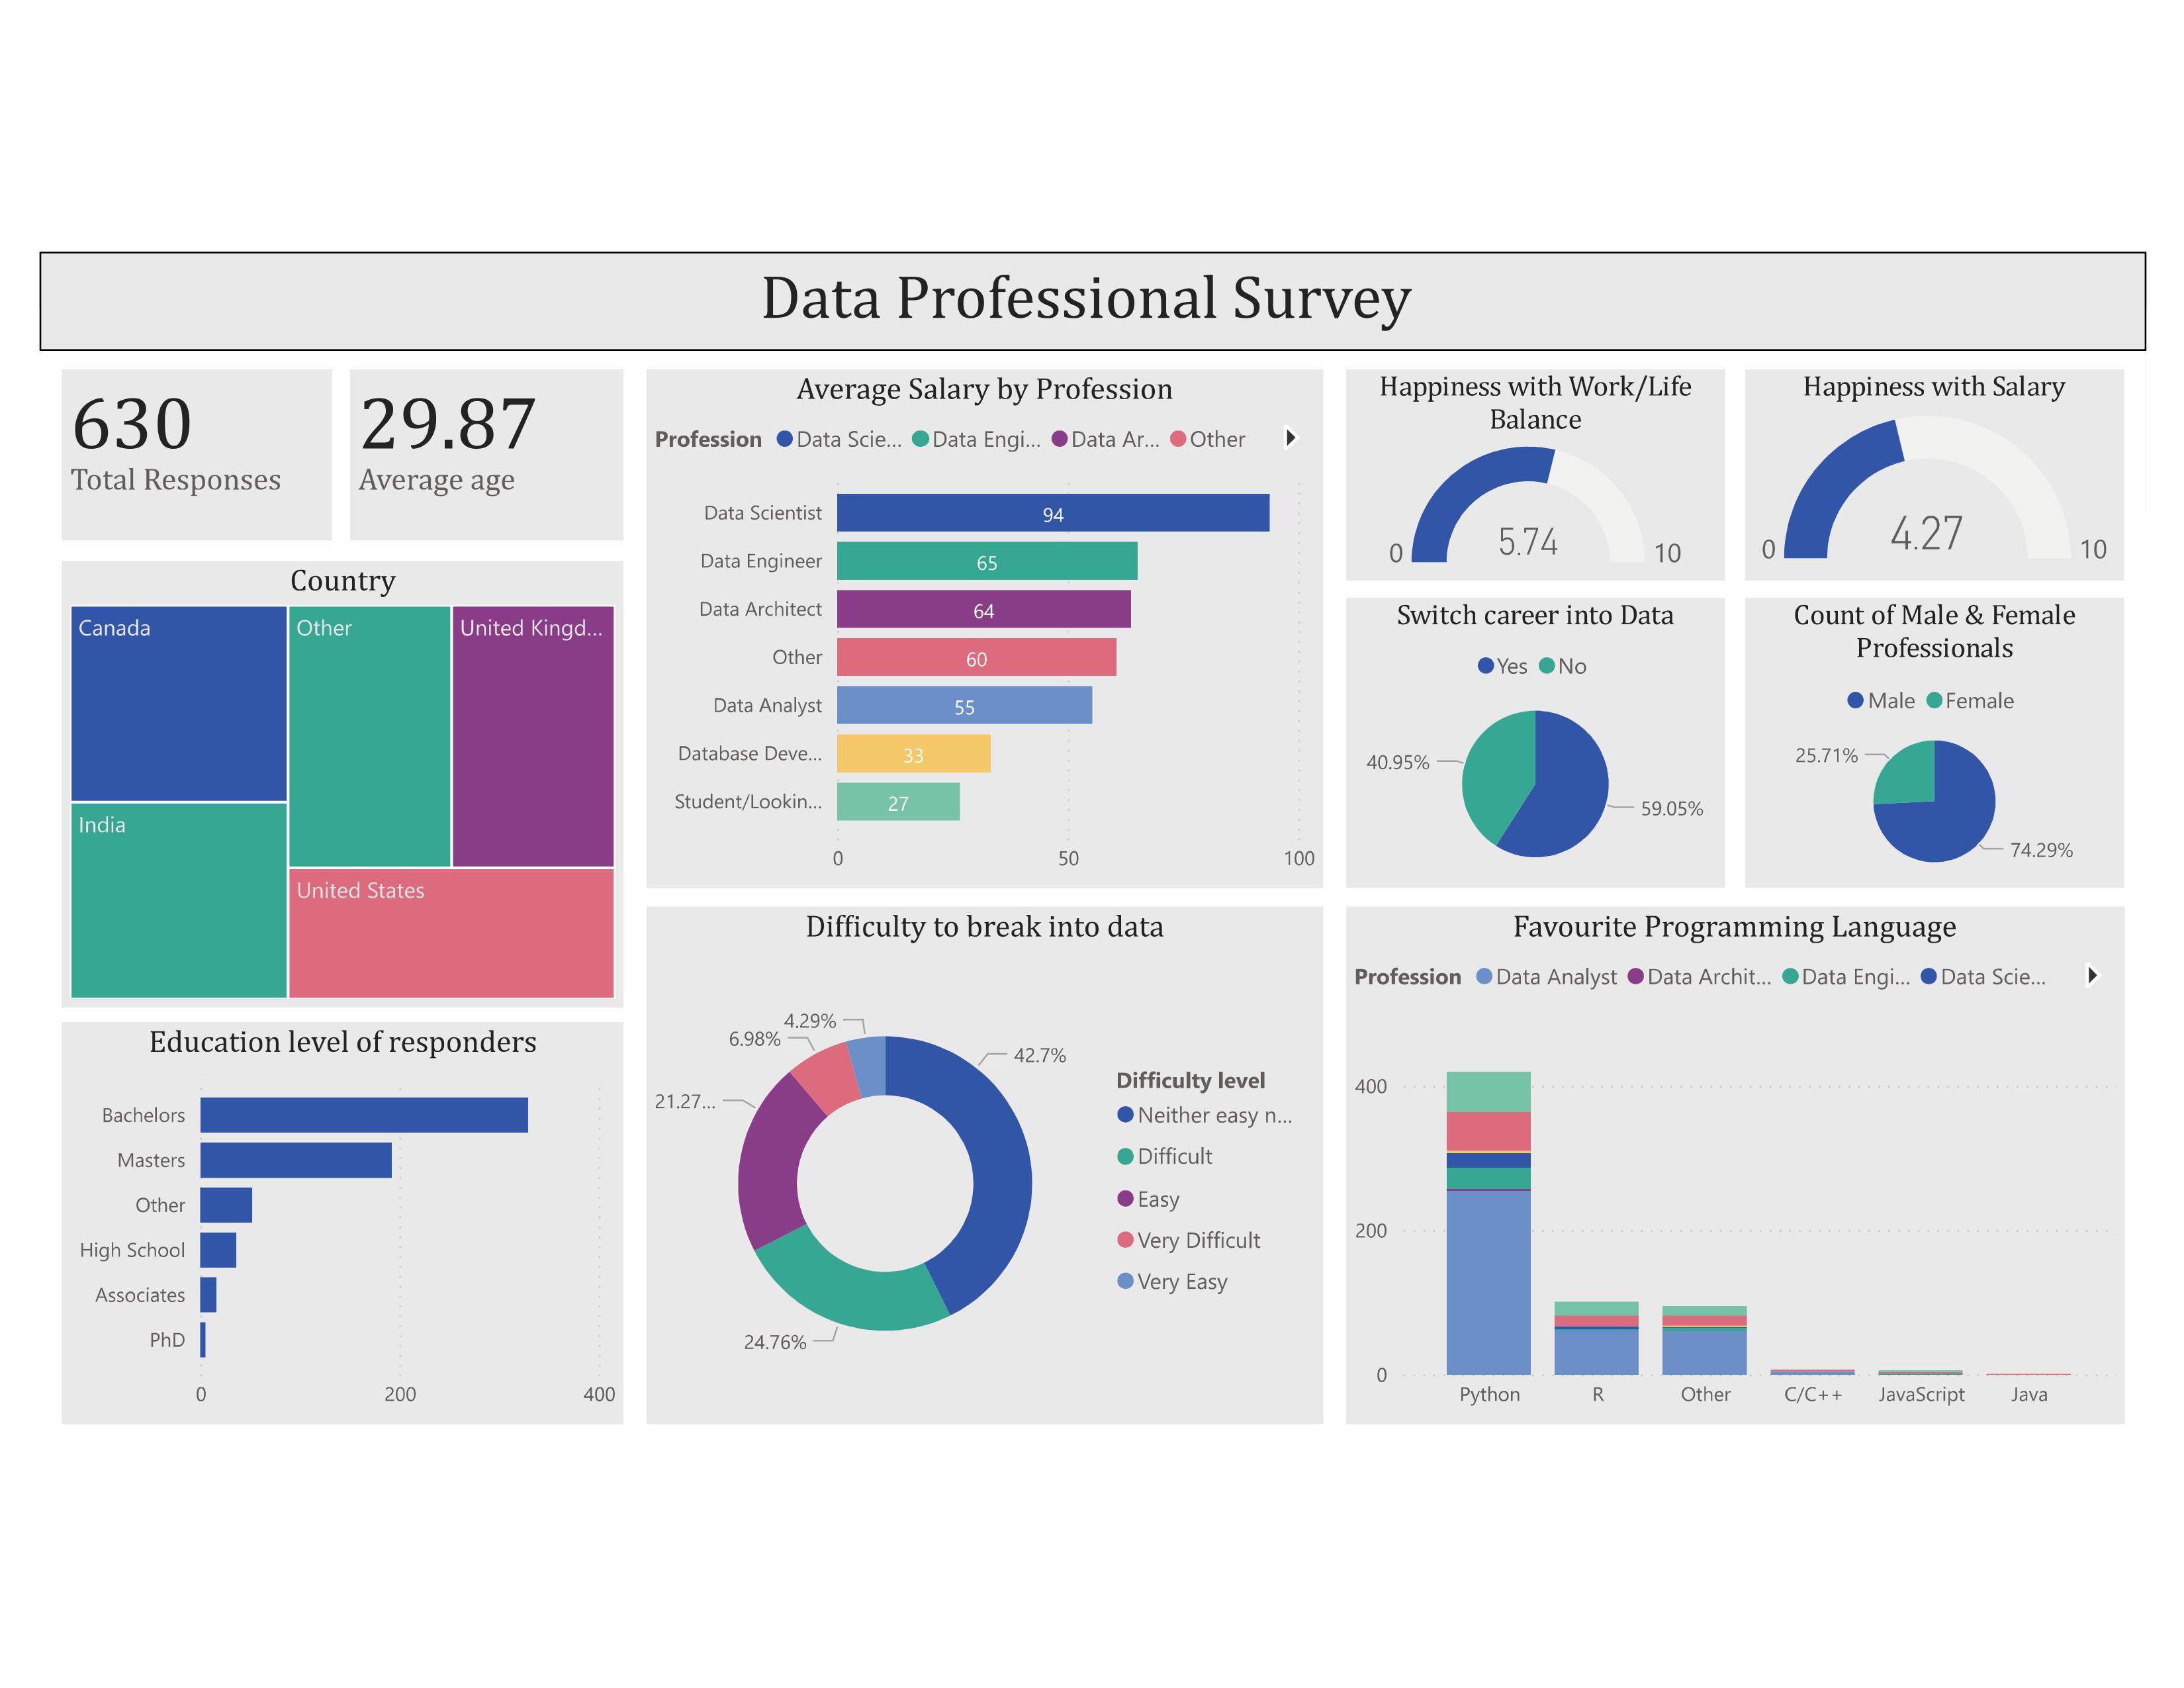 Data Professional Survey
630
Total Responses
29.87
Average age
Country
Canada
Other
United Kingd...
India
United States
Education level of responders
Bachelors
Masters
Other
High School
Associates
PhD
0 200 400
Average Salary by Profession
Profession Data Scie... Data Engi... Data Ar... Other
Data Scientist 94
Data Engineer 65
Data Architect 64
Other 60
Data Analyst 55
Database Deve... 33
Student/Lookin... 27
0 50 100
Difficulty to break into data
4.29%
6.98%
42.7%
21.27...
24.76%
Difficulty level
Neither easy n...
Difficult
Easy
Very Difficult
Very Easy
Happiness with Work/Life
Balance
0 5.74 10
Happiness with Salary
0 4.27 10
Switch career into Data
Yes No
40.95%
59.05%
Count of Male & Female
Professionals
Male Female
25.71%
74.29%
Favourite Programming Language
Profession Data Analyst Data Archit... Data Engi... Data Scie...
400
200
0
Python R Other C/C++ JavaScript Java